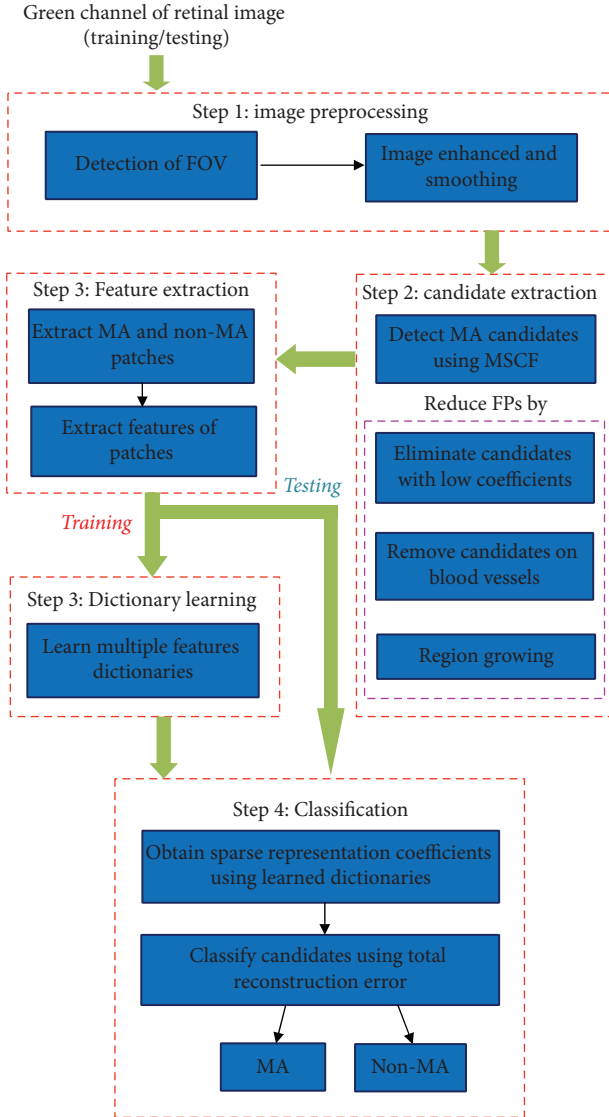 Green channel of retinal image
(training/testing)
Step 1: image preprocessing
Detection of FOV
Image enhanced and
smoothing
Step 2: candidate extraction
Detect MA candidates
using MSCF
Reduce FPs by
Eliminate candidates
with low coefficients
Remove candidates on
blood vessels
Region growing
Step 3: Feature extraction
Extract MA and non-MA
patches
Extract features of
patches
Training
Testing
Step 3: Dictionary learning
Learn multiple features
dictionaries
Step 4: Classification
Obtain sparse representation coefficients
using learned dictionaries
Classify candidates using total
reconstruction error
MA
Non-MA